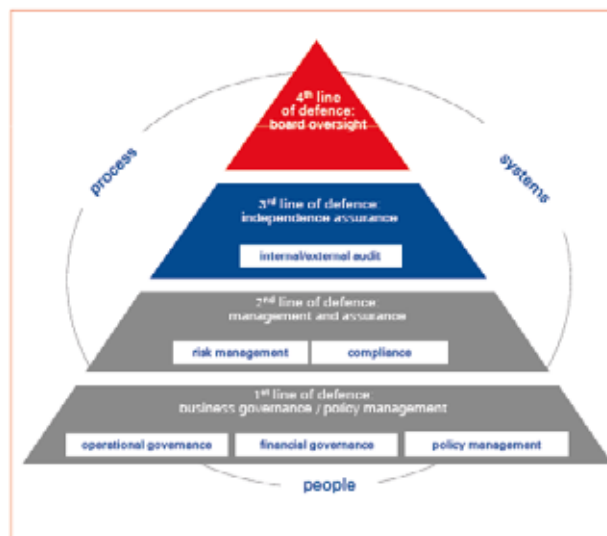 4th line
of defence:
board oversight
process
systems
3rd line of defence:
independence assurance
internal/external audit
2nd line of defence:
management and assurance
risk management
compliance
1st line of defence:
business governance / policy management
operational governance
financial governance
policy management
people